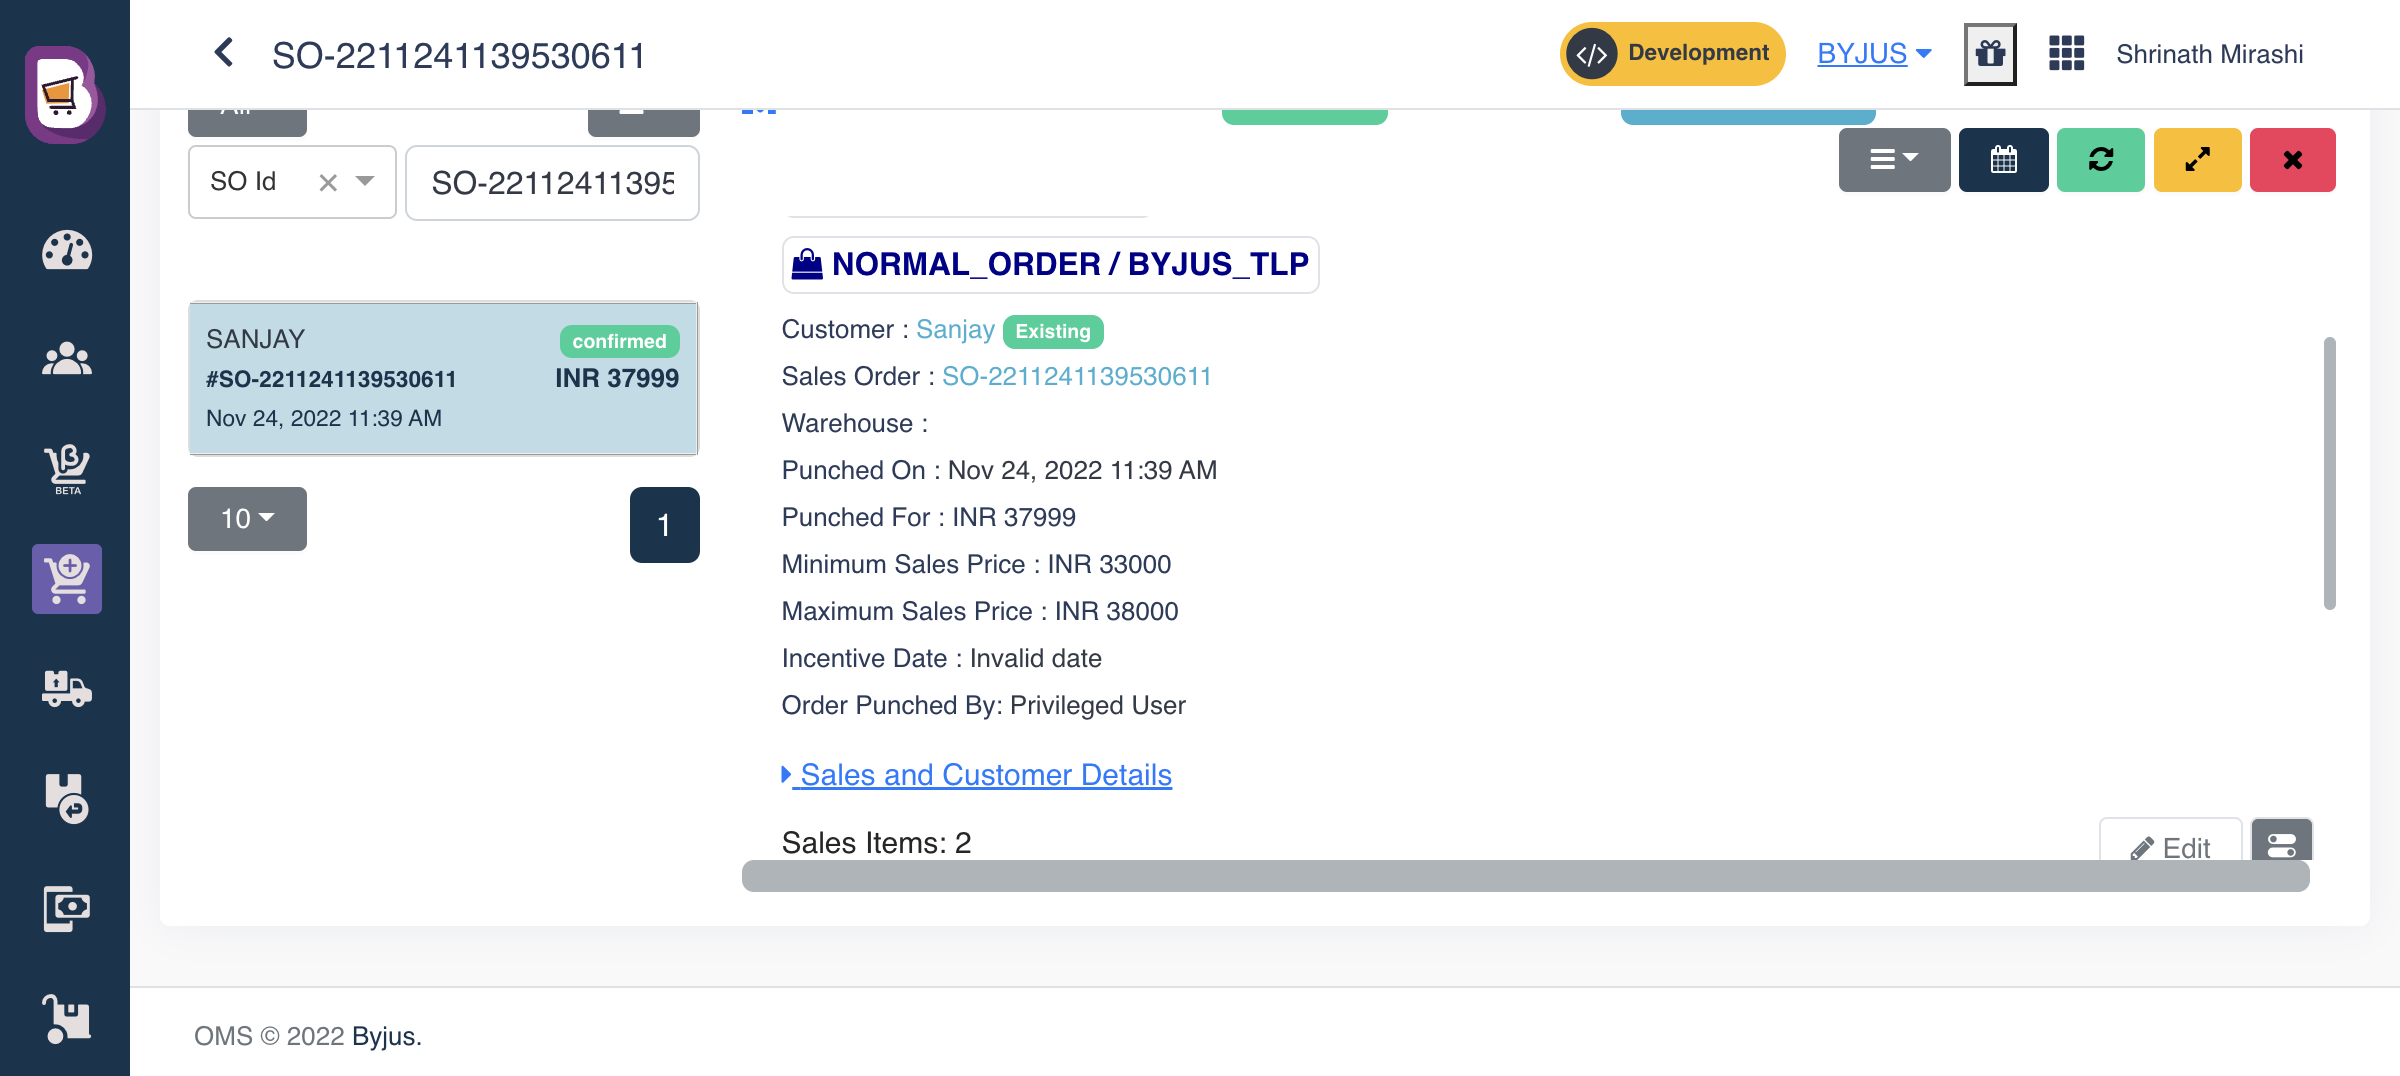 SO-2211241139530611
Development
BYJUS
Shrinath Mirashi
SO Id
SO-22112411395
SANJAY
confirmed
#SO-2211241139530611
INR 37999
Nov 24, 2022 11:39 AM
10
1
NORMAL_ORDER / BYJUS_TLP
Customer : Sanjay Existing
Sales Order : SO-2211241139530611
Warehouse :
Punched On : Nov 24, 2022 11:39 AM
Punched For : INR 37999
Minimum Sales Price : INR 33000
Maximum Sales Price : INR 38000
Incentive Date : Invalid date
Order Punched By: Privileged User
Sales and Customer Details
Sales Items: 2
Edit
BETA
OMS © 2022 Byjus.